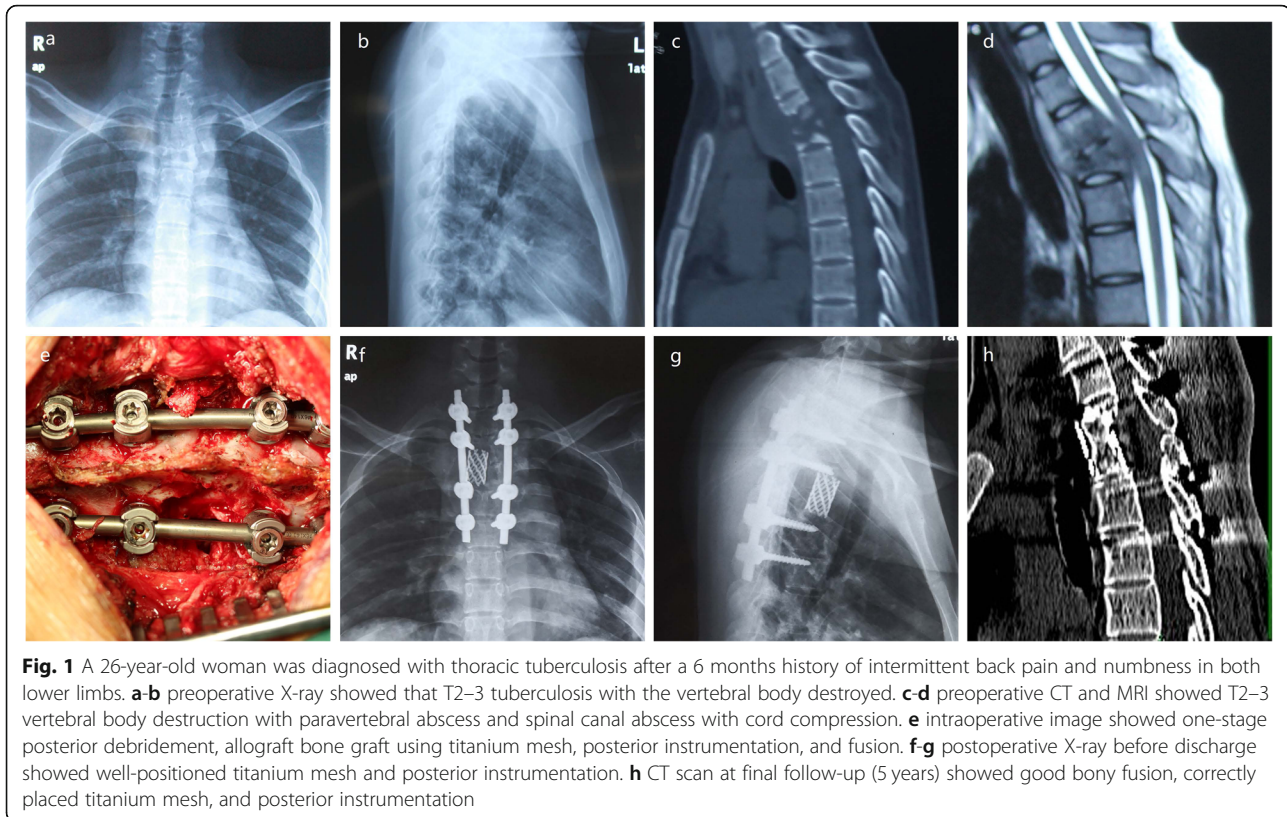 R a
ap
b
L
lat
c
d
e
R f
ap
g
lat
h
Fig. 1 A 26-year-old woman was diagnosed with thoracic tuberculosis after a 6 months history of intermittent back pain and numbness in both
lower limbs. a-b preoperative X-ray showed that T2–3 tuberculosis with the vertebral body destroyed. c-d preoperative CT and MRI showed T2–3
vertebral body destruction with paravertebral abscess and spinal canal abscess with cord compression. e intraoperative image showed one-stage
posterior debridement, allograft bone graft using titanium mesh, posterior instrumentation, and fusion. f-g postoperative X-ray before discharge
showed well-positioned titanium mesh and posterior instrumentation. h CT scan at final follow-up (5 years) showed good bony fusion, correctly
placed titanium mesh, and posterior instrumentation